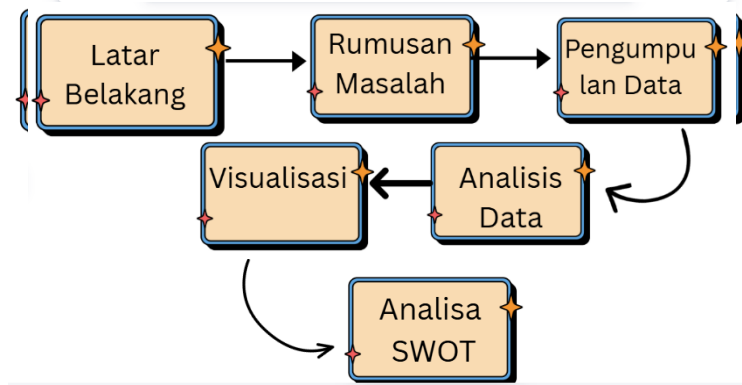 Latar
Belakang
Rumusan
Masalah
Pengumpu
lan Data
Analisis
Data
Visualisasi
Analisa
SWOT